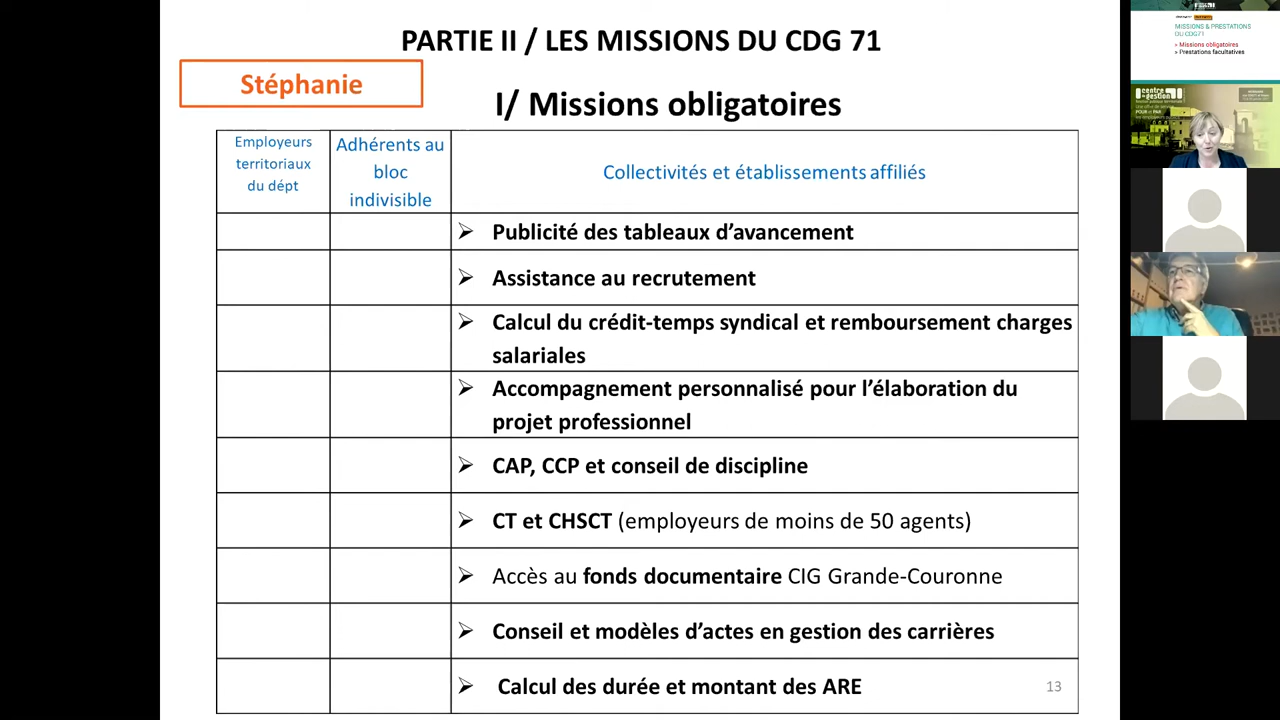 PARTIE II / LES MISSIONS DU CDG 71
Stéphanie
I/ Missions obligatoires
Employeurs
territoriaux
du dépt
Adhérents au
bloc
indivisible
Collectivités et établissements affiliés
➢ Publicité des tableaux d’avancement
➢ Assistance au recrutement
➢ Calcul du crédit-temps syndical et remboursement charges
salariales
➢ Accompagnement personnalisé pour l’élaboration du
projet professionnel
➢ CAP, CCP et conseil de discipline
➢ CT et CHSCT (employeurs de moins de 50 agents)
➢ Accès au fonds documentaire CIG Grande-Couronne
➢ Conseil et modèles d’actes en gestion des carrières
➢ Calcul des durée et montant des ARE
13
MISSIONS & PRESTATIONS
DU CDG71
> Missions obligatoires
> Prestations facultatives
centre
de gestion